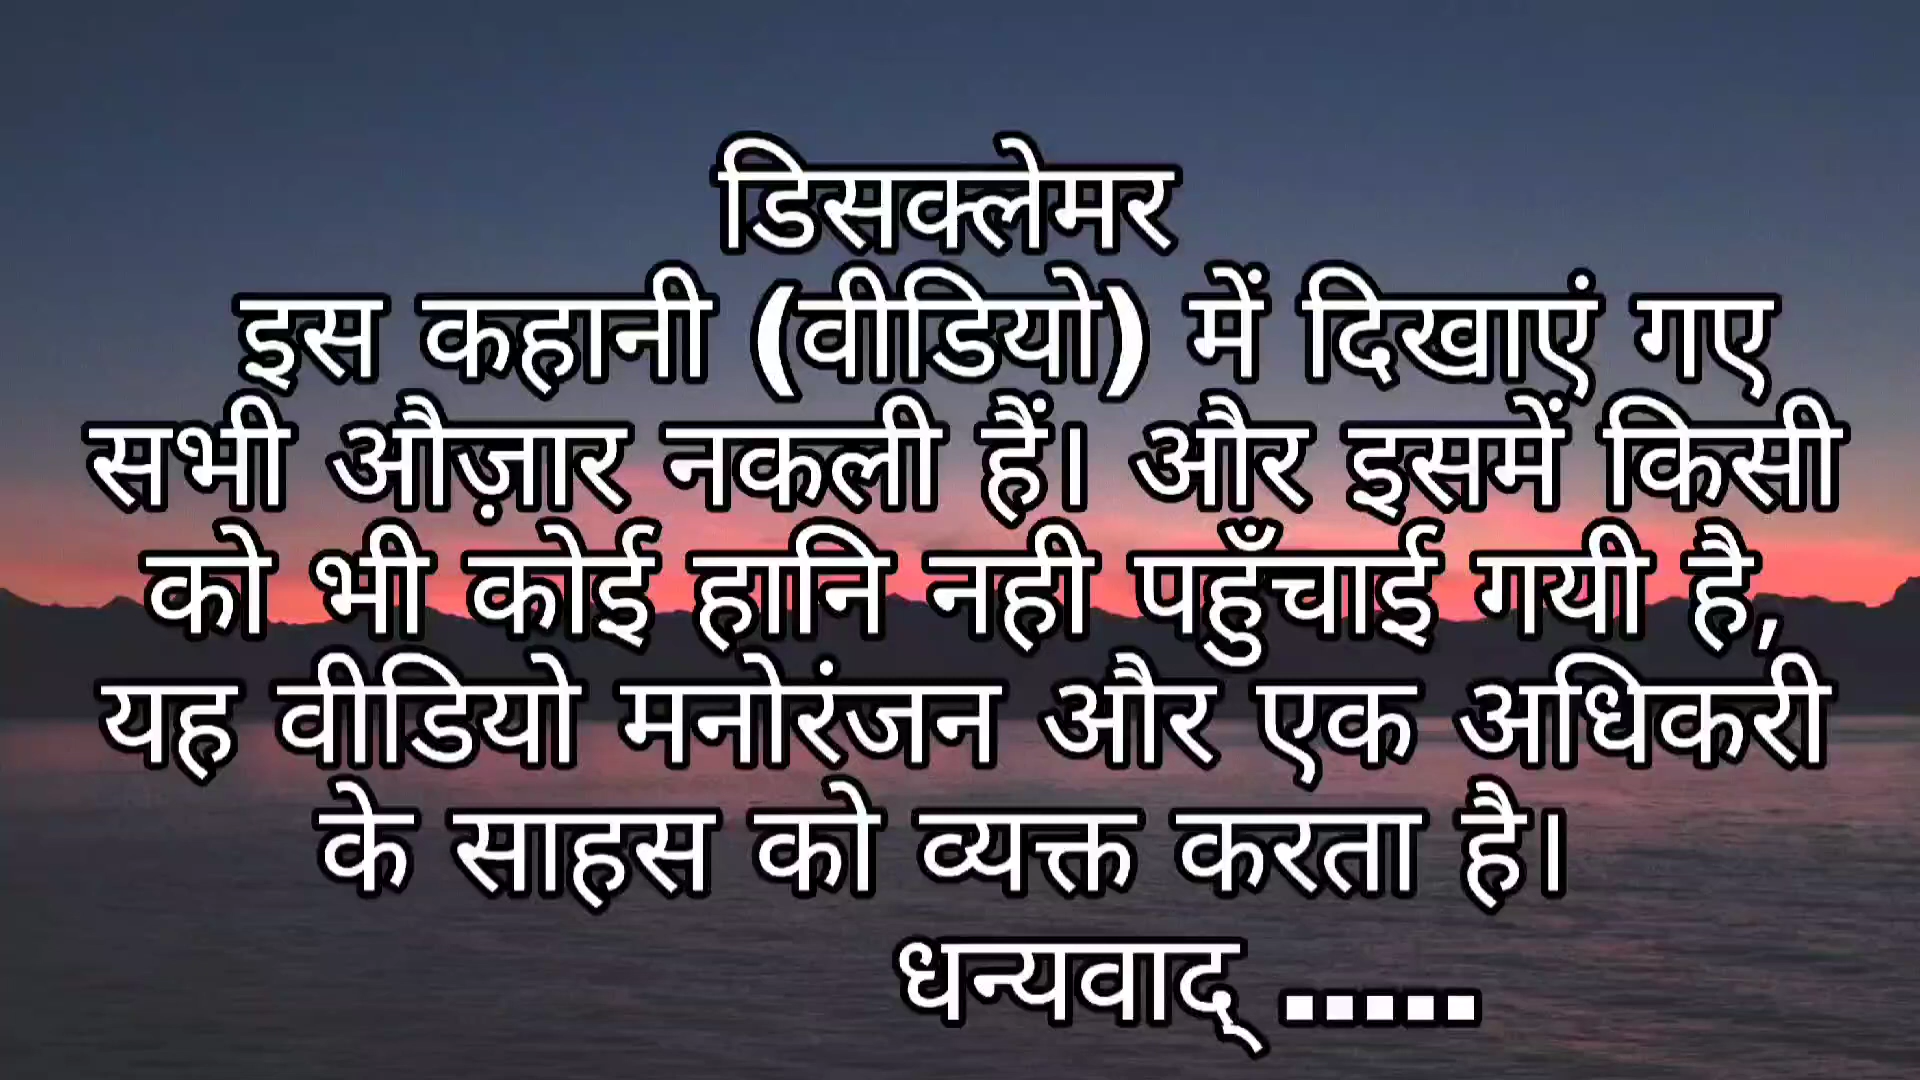 डिसक्लेमर
इस कहानी (वीडियो) में दिखाएं गए
सभी औज़ार नकली हैं। और इसमें किसी
को भी कोई हानि नही पहुँचाई गयी है,
यह वीडियो मनोरंजन और एक अधिकरी
के साहस को व्यक्त करता है।
धन्यवाद् .....